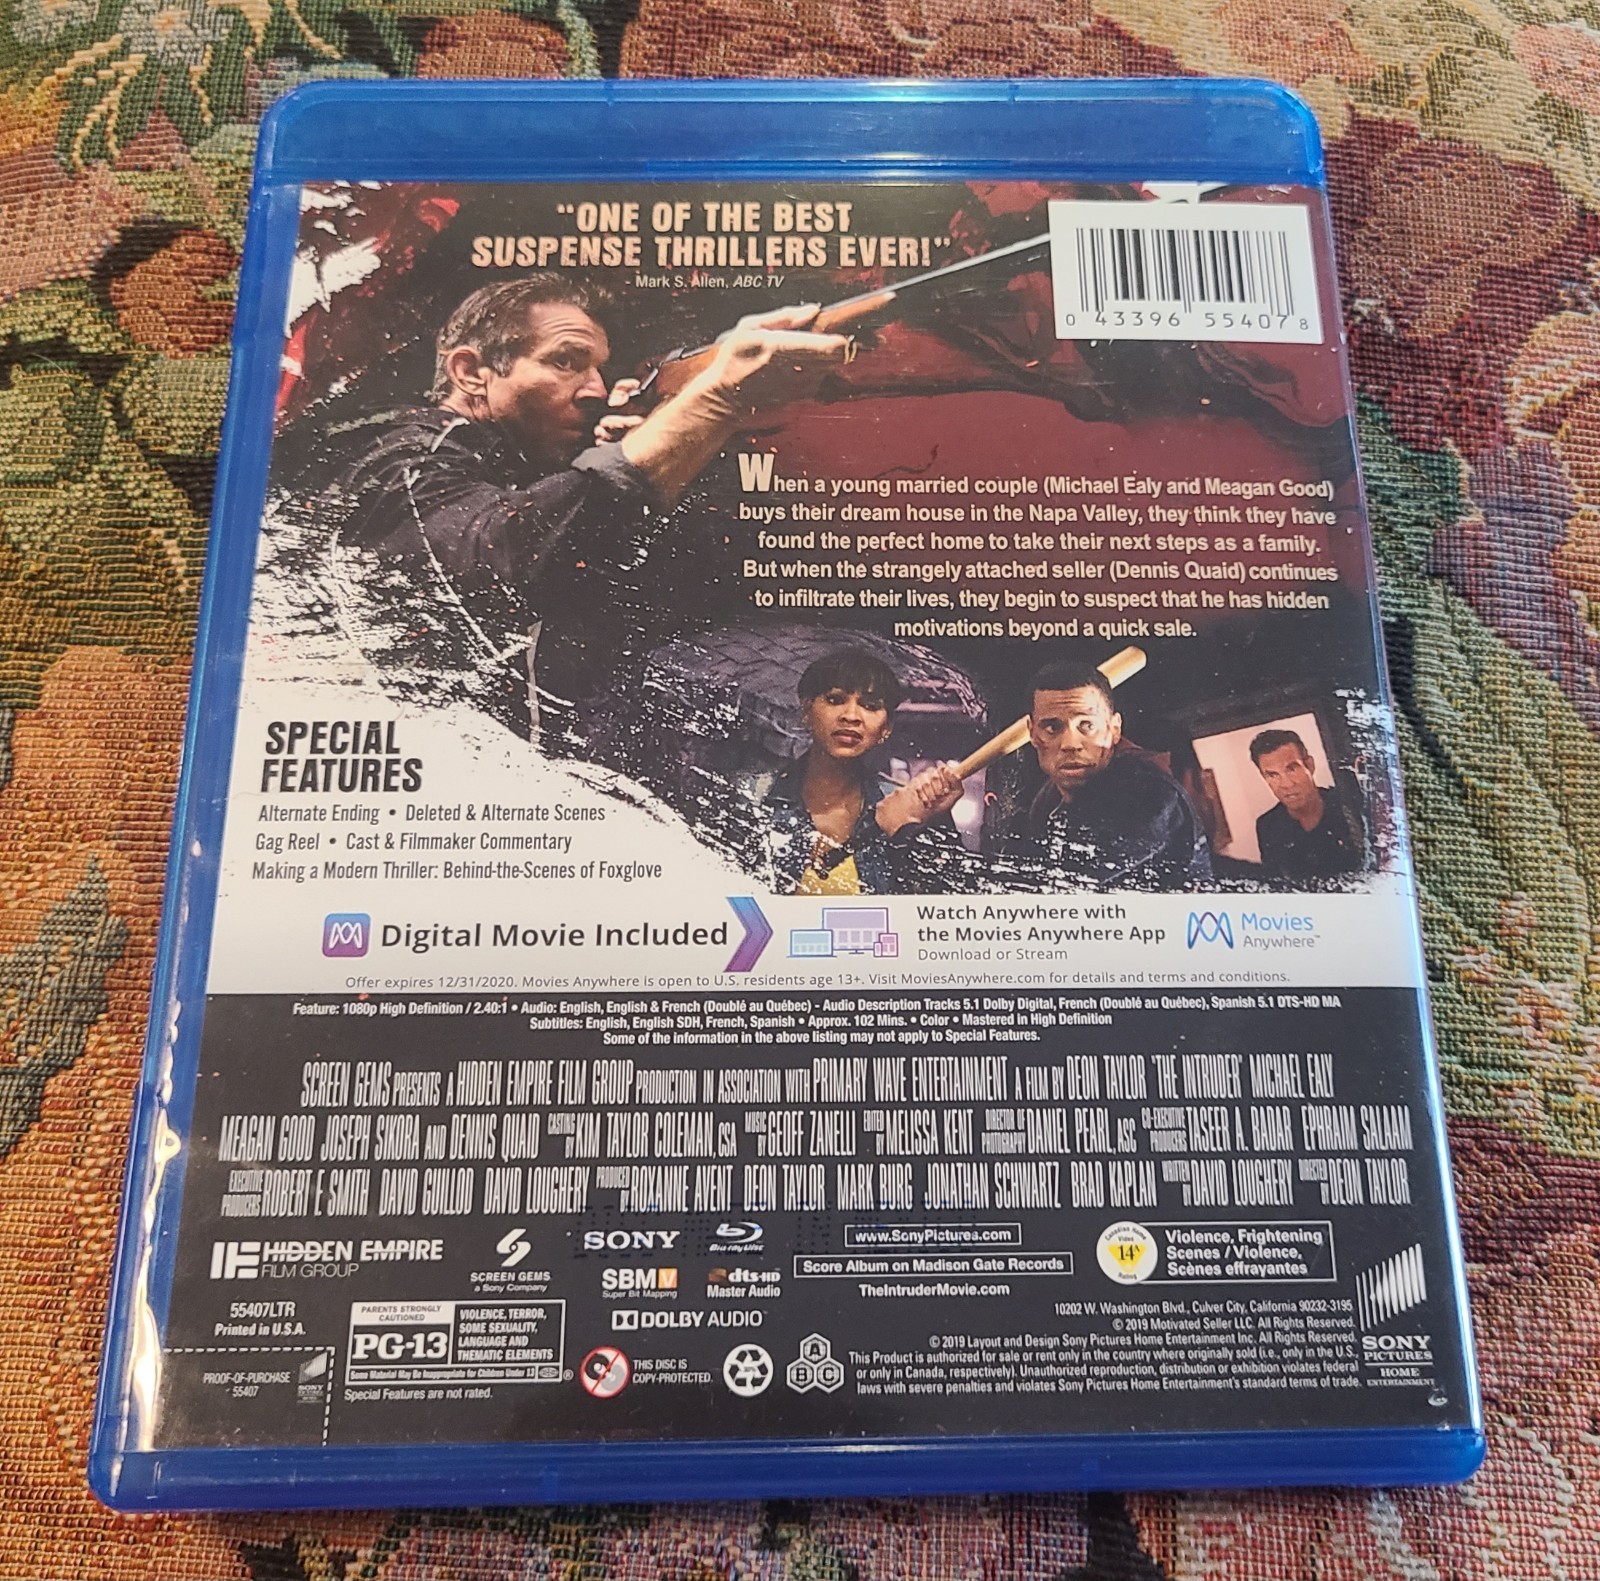 "ONE OF THE BEST
SUSPENSE THRILLERS EVER!"
- Mark S. Allen, ABC TV
0 43396 55407 8
When a young married couple (Michael Ealy and Meagan Good)
buys their dream house in the Napa Valley, they think they have
found the perfect home to take their next steps as a family.
But when the strangely attached seller (Dennis Quaid) continues
to infiltrate their lives, they begin to suspect that he has hidden
motivations beyond a quick sale.
SPECIAL
FEATURES
Alternate Ending • Deleted & Alternate Scenes
Gag Reel • Cast & Filmmaker Commentary
Making a Modern Thriller: Behind-the-Scenes of Foxglove
Digital Movie Included
Watch Anywhere with
the Movies Anywhere App
Download or Stream
Movies
Anywhere™
Offer expires 12/31/2020. Movies Anywhere is open to U.S. residents age 13+. Visit MoviesAnywhere.com for details and terms and conditions.
Feature: 1080p High Definition / 2.40:1 • Audio: English, English & French (Doublé au Québec) - Audio Description Tracks 5.1 Dolby Digital, French (Doublé au Québec), Spanish 5.1 DTS-HD MA
Subtitles: English, English SDH, French, Spanish • Approx. 102 Mins. • Color • Mastered in High Definition
Some of the information in the above listing may not apply to Special Features.
SCREEN GEMS PRESENTS A HIDDEN EMPIRE FILM GROUP PRODUCTION IN ASSOCIATION WITH PRIMARY WAVE ENTERTAINMENT A FILM BY DEON TAYLOR "THE INTRUDER" MICHAEL EALY
MEAGAN GOOD JOSEPH SIKORA AND DENNIS QUAID CASTING BY KIM TAYLOR COLEMAN, CSA MUSIC BY GEOFF ZANELLI EDITED BY MELISSA KENT DIRECTOR OF PHOTOGRAPHY DANIEL PEARL, ASC CO-EXECUTIVE PRODUCERS TASEER A. BADAR EPHRAIM SALAAM
EXECUTIVE PRODUCERS ROBERT F. SMITH DAVID GUILLOD DAVID LOUGHERY PRODUCED BY ROXANNE AVENT DEON TAYLOR MARK BURG JONATHAN SCHWARTZ BRAD KAPLAN WRITTEN BY DAVID LOUGHERY DIRECTED BY DEON TAYLOR
HIDDEN EMPIRE
FILM GROUP
SCREEN GEMS
a Sony Company
SONY
Blu-ray Disc
SBMV
Super Bit Mapping
dts-HD
Master Audio
DOLBY AUDIO™
www.SonyPictures.com
Score Album on Madison Gate Records
TheIntruderMovie.com
Canadian Home
Video
14A
Rating
Violence, Frightening
Scenes / Violence,
Scènes effrayantes
55407LTR
Printed in U.S.A.
PROOF-OF-PURCHASE
55407
SONY
PARENTS STRONGLY
CAUTIONED
PG-13
VIOLENCE, TERROR,
SOME SEXUALITY,
LANGUAGE AND
THEMATIC ELEMENTS
Some Material May Be Inappropriate for Children Under 13
®
Special Features are not rated.
THIS DISC IS
COPY-PROTECTED.
A
B C
10202 W. Washington Blvd., Culver City, California 90232-3195
© 2019 Motivated Seller LLC. All Rights Reserved.
© 2019 Layout and Design Sony Pictures Home Entertainment Inc. All Rights Reserved.
This Product is authorized for sale or rent only in the country where originally sold (i.e., only in the U.S.,
or only in Canada, respectively). Unauthorized reproduction, distribution or exhibition violates federal
laws with severe penalties and violates Sony Pictures Home Entertainment's standard terms of trade.
SONY
PICTURES
HOME
ENTERTAINMENT